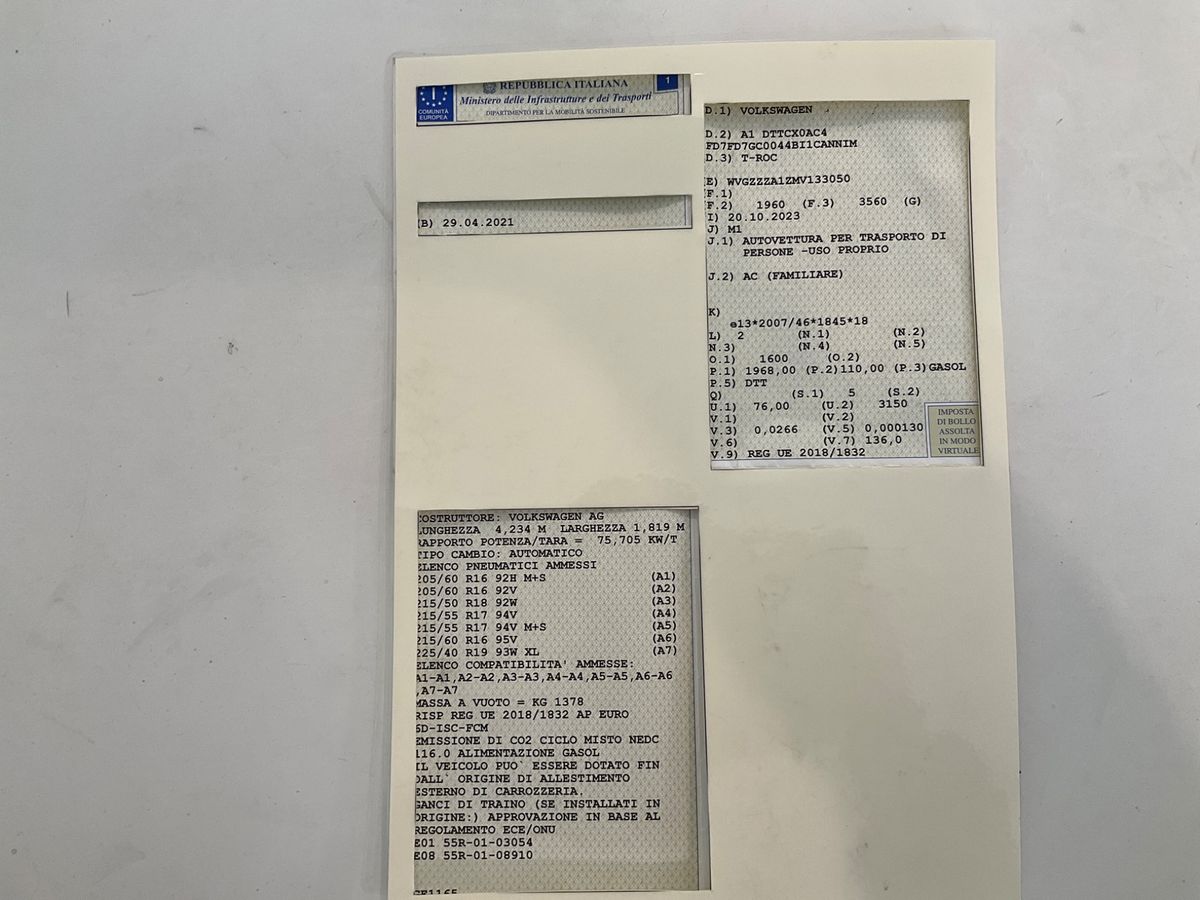 REPUBBLICA ITALIANA
1
Ministero delle Infrastrutture e dei Trasporti
DIPARTIMENTO PER LA MOBILITÀ SOSTENIBILE
I
COMUNITÀ
EUROPEA
(B) 29.04.2021
D.1) VOLKSWAGEN
D.2) A1 DTTCX0AC4
FD7FD7GC0044BI1CANNIM
D.3) T-ROC
E) WVGZZZA1ZMV133050
F.1)
F.2) 1960 (F.3) 3560 (G)
I) 20.10.2023
J) M1
J.1) AUTOVETTURA PER TRASPORTO DI
PERSONE -USO PROPRIO
J.2) AC (FAMILIARE)
K)
e13*2007/46*1845*18
L) 2 (N.1) (N.2)
N.3) (N.4) (N.5)
O.1) 1600 (O.2)
P.1) 1968,00 (P.2)110,00 (P.3)GASOL
P.5) DTT
Q) (S.1) 5 (S.2)
U.1) 76,00 (U.2) 3150
V.1) (V.2)
V.3) 0,0266 (V.5) 0,000130
V.6) (V.7) 136,0
V.9) REG UE 2018/1832
IMPOSTA
DI BOLLO
ASSOLTA
IN MODO
VIRTUALE
COSTRUTTORE: VOLKSWAGEN AG
LUNGHEZZA 4,234 M LARGHEZZA 1,819 M
RAPPORTO POTENZA/TARA = 75,705 KW/T
TIPO CAMBIO: AUTOMATICO
ELENCO PNEUMATICI AMMESSI
205/60 R16 92H M+S (A1)
205/60 R16 92V (A2)
215/50 R18 92W (A3)
215/55 R17 94V (A4)
215/55 R17 94V M+S (A5)
215/60 R16 95V (A6)
225/40 R19 93W XL (A7)
ELENCO COMPATIBILITA' AMMESSE:
A1-A1,A2-A2,A3-A3,A4-A4,A5-A5,A6-A6
,A7-A7
MASSA A VUOTO = KG 1378
RISP REG UE 2018/1832 AP EURO
6D-ISC-FCM
EMISSIONE DI CO2 CICLO MISTO NEDC
116.0 ALIMENTAZIONE GASOL
IL VEICOLO PUO` ESSERE DOTATO FIN
DALL` ORIGINE DI ALLESTIMENTO
ESTERNO DI CARROZZERIA.
GANCI DI TRAINO (SE INSTALLATI IN
ORIGINE:) APPROVAZIONE IN BASE AL
REGOLAMENTO ECE/ONU
E01 55R-01-03054
E08 55R-01-08910